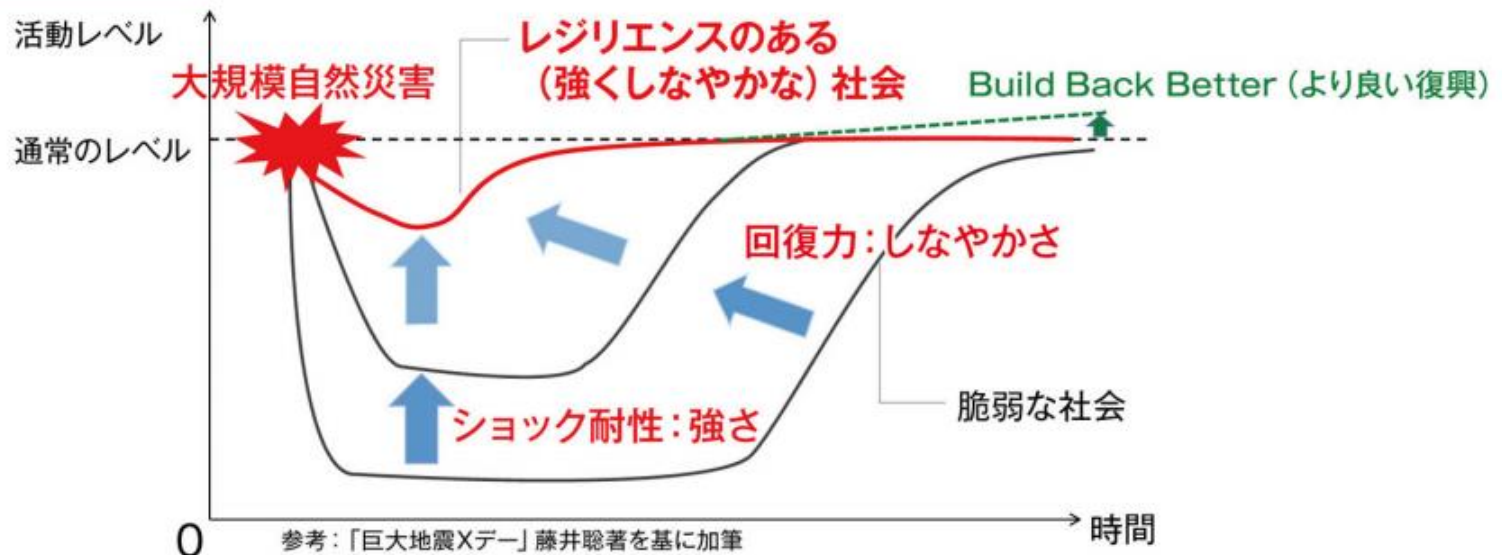 活動レベル
大規模自然災害
通常のレベル
レジリエンスのある
（強くしなやかな）社会
Build Back Better（より良い復興）
回復力：しなやかさ
ショック耐性：強さ
脆弱な社会
0
時間
参考：「巨大地震Xデー」藤井聡著を基に加筆